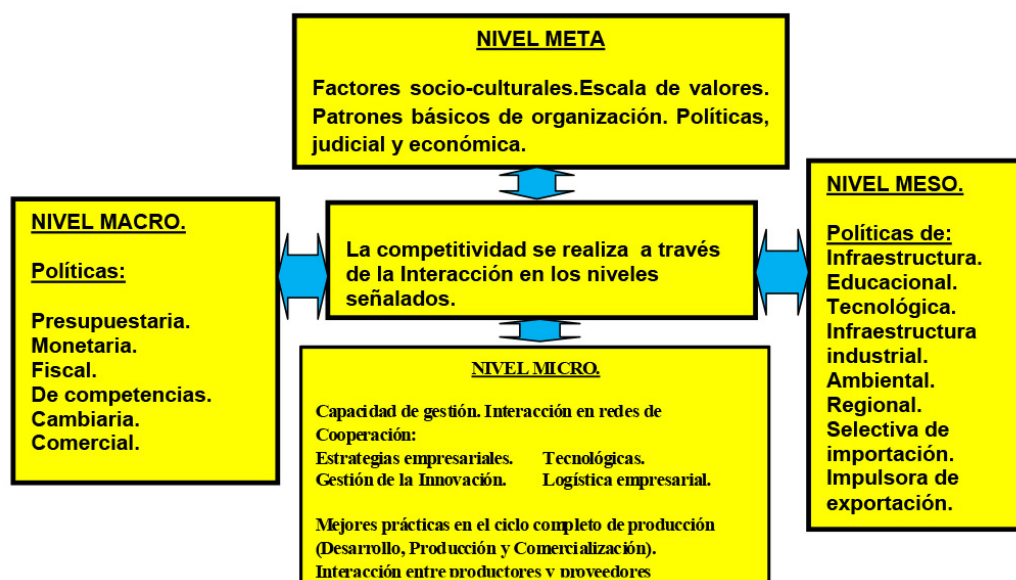 NIVEL META
Factores socio-culturales.Escala de valores.
Patrones básicos de organización. Políticas,
judicial y económica.
NIVEL MACRO.
Políticas:
Presupuestaria.
Monetaria.
Fiscal.
De competencias.
Cambiaria.
Comercial.
La competitividad se realiza a través
de la Interacción en los niveles
señalados.
NIVEL MESO.
Políticas de:
Infraestructura.
Educacional.
Tecnológica.
Infraestructura
industrial.
Ambiental.
Regional.
Selectiva de
importación.
Impulsora de
exportación.
NIVEL MICRO.
Capacidad de gestión. Interacción en redes de
Cooperación:
Estrategias empresariales. Tecnológicas.
Gestión de la Innovación. Logística empresarial.
Mejores prácticas en el ciclo completo de producción
(Desarrollo, Producción y Comercialización).
Interacción entre productores y proveedores